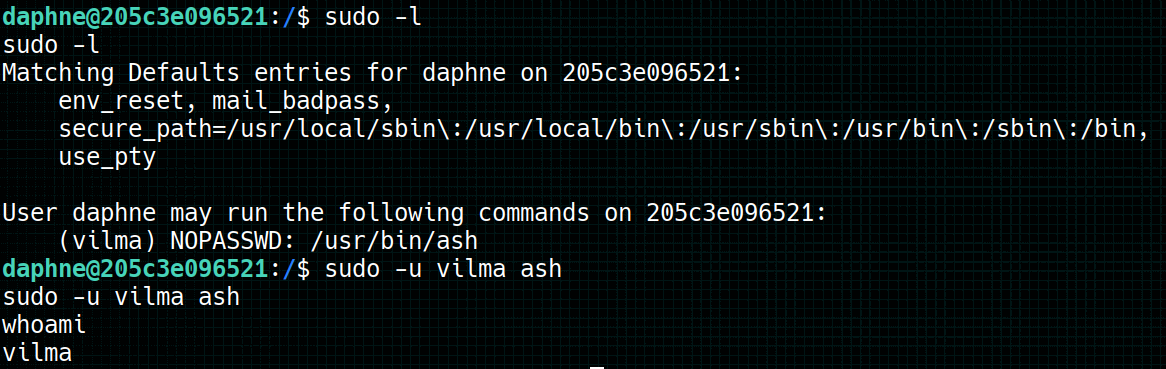 daphne@205c3e096521:/$ sudo -l
sudo -l
Matching Defaults entries for daphne on 205c3e096521:
    env_reset, mail_badpass,
    secure_path=/usr/local/sbin\:/usr/local/bin\:/usr/sbin\:/usr/bin\:/sbin\:/bin,
    use_pty

User daphne may run the following commands on 205c3e096521:
    (vilma) NOPASSWD: /usr/bin/ash
daphne@205c3e096521:/$ sudo -u vilma ash
sudo -u vilma ash
whoami
vilma